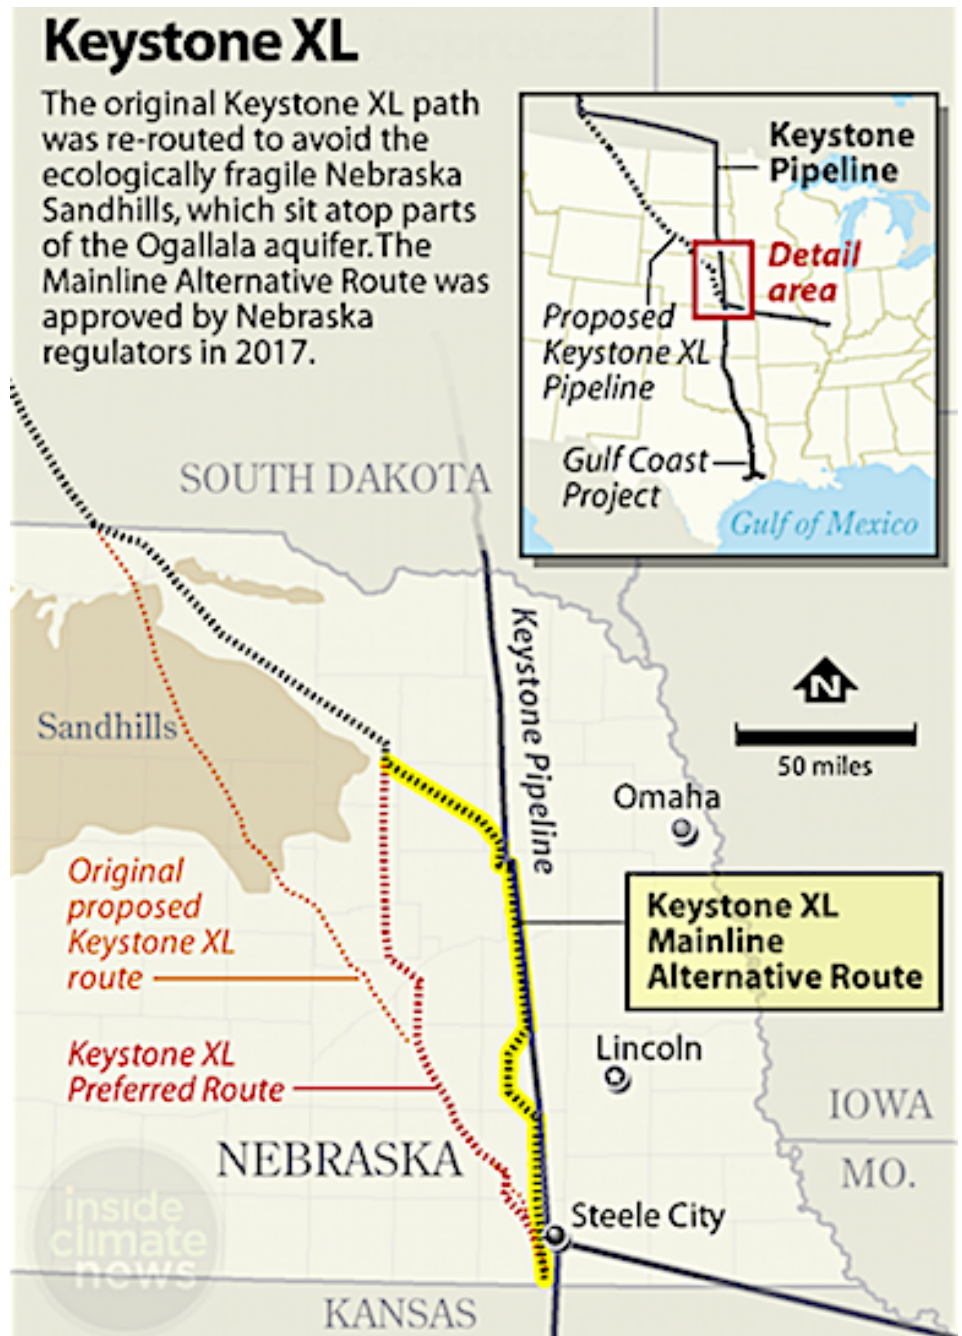 Keystone XL
The original Keystone XL path
was re-routed to avoid the
ecologically fragile Nebraska
Sandhills, which sit atop parts
of the Ogallala aquifer. The
Mainline Alternative Route was
approved by Nebraska
regulators in 2017.
Keystone
Pipeline
Detail
area
Proposed
Keystone XL
Pipeline
Gulf Coast
Project
Gulf of Mexico
SOUTH DAKOTA
Keystone Pipeline
N
50 miles
Sandhills
Omaha
Original
proposed
Keystone XL
route
Keystone XL
Mainline
Alternative Route
Keystone XL
Preferred Route
Lincoln
IOWA
NEBRASKA
MO.
inside
climate
news
Steele City
KANSAS